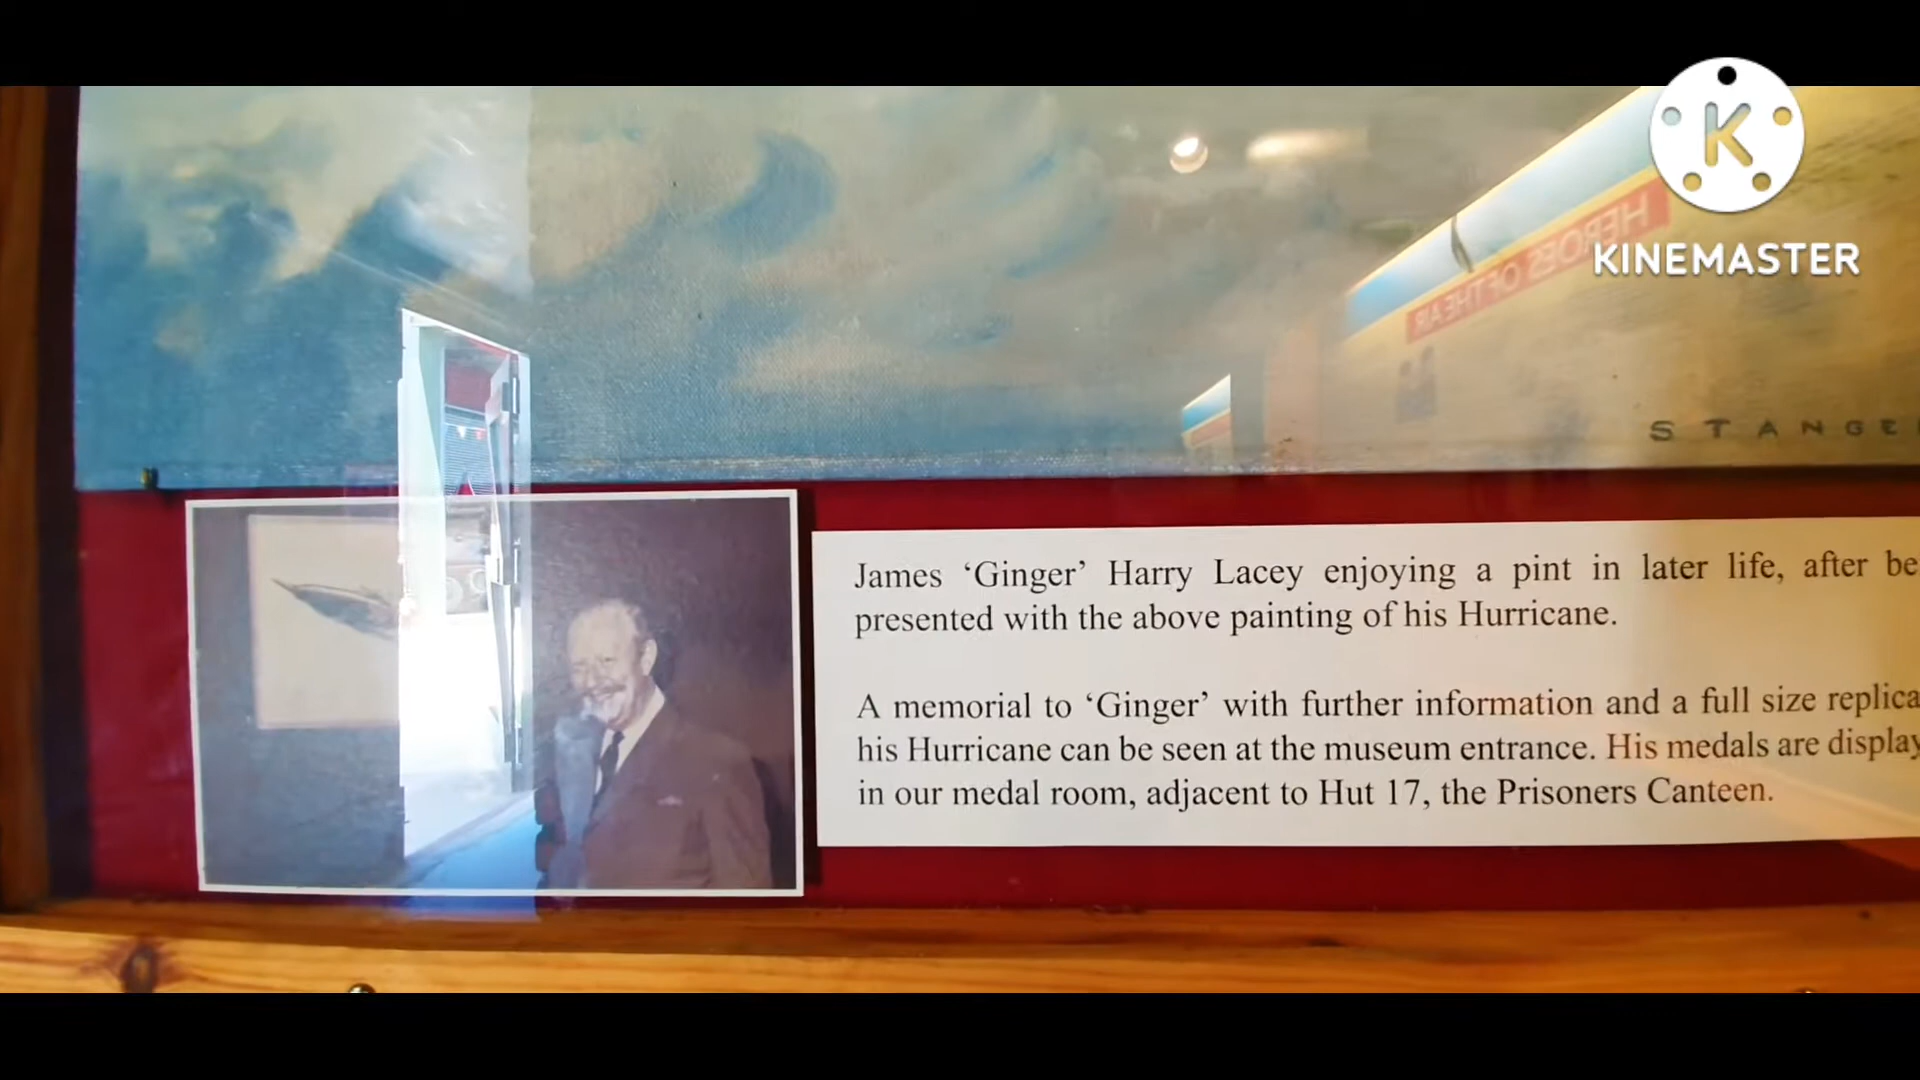 K
KINEMASTER
HEROES OF THE AIR
STANGE
James ‘Ginger’ Harry Lacey enjoying a pint in later life, after be
presented with the above painting of his Hurricane.
A memorial to ‘Ginger’ with further information and a full size replica
his Hurricane can be seen at the museum entrance. His medals are display
in our medal room, adjacent to Hut 17, the Prisoners Canteen.